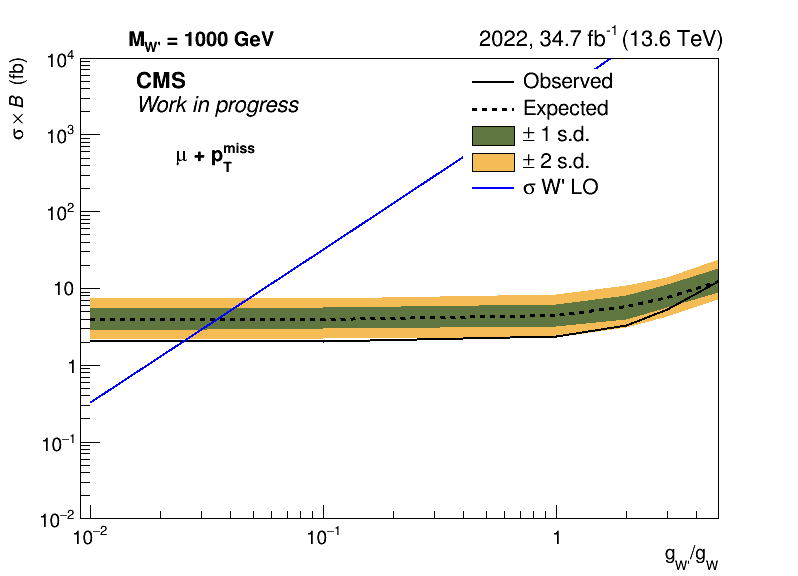 M_W' = 1000 GeV
2022, 34.7 fb⁻¹ (13.6 TeV)
σ × B (fb)
CMS
Work in progress
μ + p_T^miss
Observed
Expected
± 1 s.d.
± 2 s.d.
σ W' LO
10⁴
10³
10²
10
1
10⁻¹
10⁻²
10⁻²
10⁻¹
1
g_W'/g_W